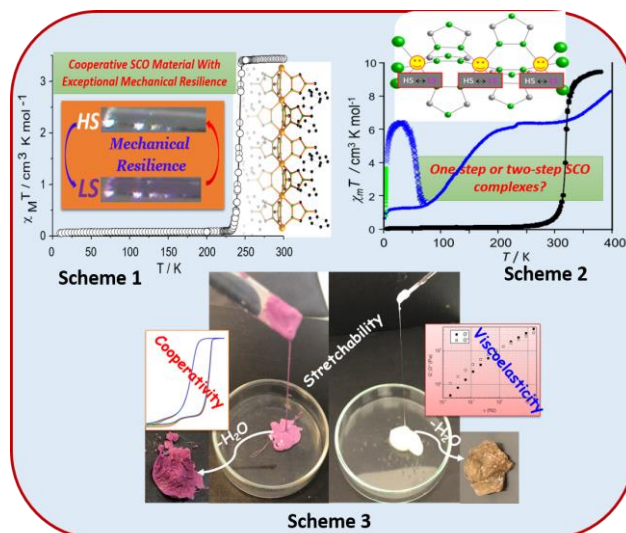 Cooperative SCO Material With
Exceptional Mechanical Resilience
HS
Mechanical
Resilience
LS
χMT / cm³ K mol⁻¹
3
2
1
0
0 50 100 150 200 250 300
T / K
Scheme 1
HS ↔ LS HS ↔ LS HS ↔ LS
One step or two-step SCO
complexes?
χmT / cm³ K mol⁻¹
10
8
6
4
2
0
0 100 200 300 400
T / K
Scheme 2
Cooperativity
Stretchability
Viscoelasticity
-H₂O
-H₂O
Scheme 3